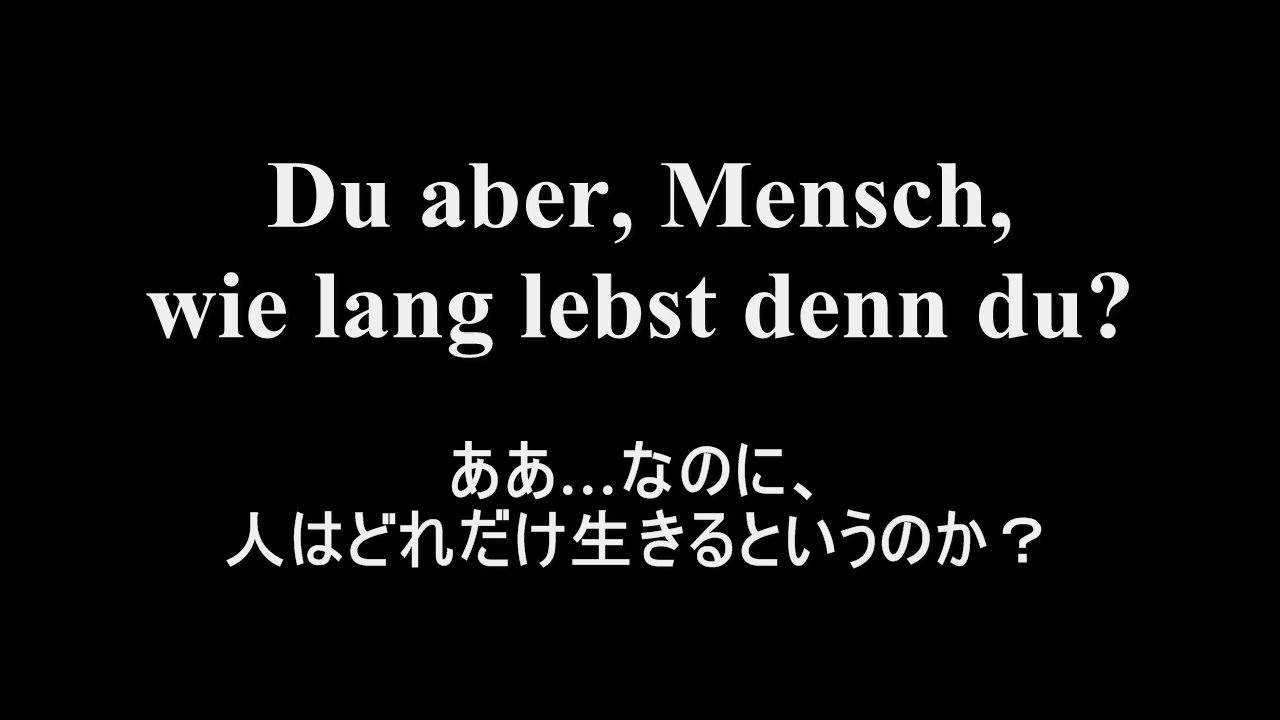 Du aber, Mensch,
wie lang lebst denn du?
ああ...なのに、
人はどれだけ生きるというのか？